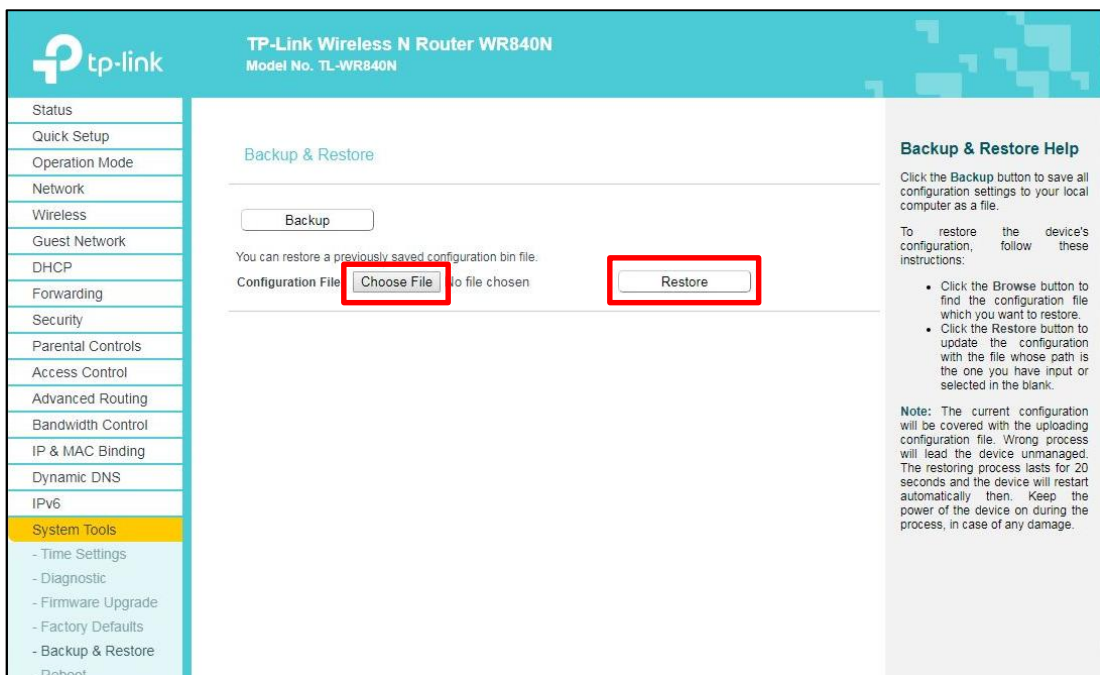 tp-link
TP-Link Wireless N Router WR840N
Model No. TL-WR840N
Status
Quick Setup
Operation Mode
Network
Wireless
Guest Network
DHCP
Forwarding
Security
Parental Controls
Access Control
Advanced Routing
Bandwidth Control
IP & MAC Binding
Dynamic DNS
IPv6
System Tools
- Time Settings
- Diagnostic
- Firmware Upgrade
- Factory Defaults
- Backup & Restore
- Reboot
Backup & Restore
Backup
You can restore a previously saved configuration bin file.
Configuration File Choose File No file chosen Restore
Backup & Restore Help
Click the Backup button to save all
configuration settings to your local
computer as a file.
To restore the device's
configuration, follow these
instructions:
• Click the Browse button to
find the configuration file
which you want to restore.
• Click the Restore button to
update the configuration
with the file whose path is
the one you have input or
selected in the blank.
Note: The current configuration
will be covered with the uploading
configuration file. Wrong process
will lead the device unmanaged.
The restoring process lasts for 20
seconds and the device will restart
automatically then. Keep the
power of the device on during the
process, in case of any damage.